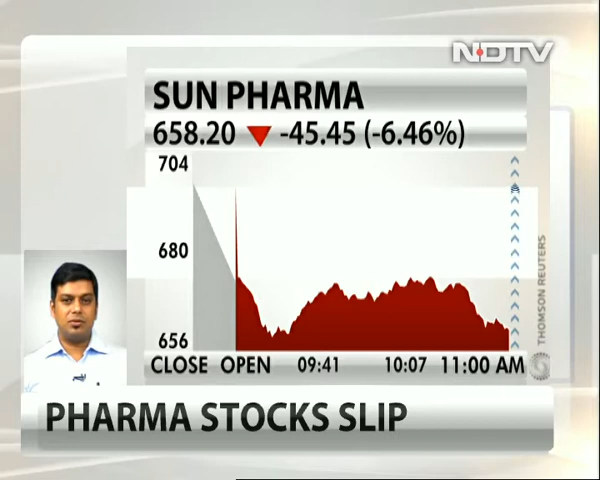 NDTV
SUN PHARMA
658.20 -45.45 (-6.46%)
704
680
656
CLOSE OPEN 09:41 10:07 11:00 AM
THOMSON REUTERS
PHARMA STOCKS SLIP